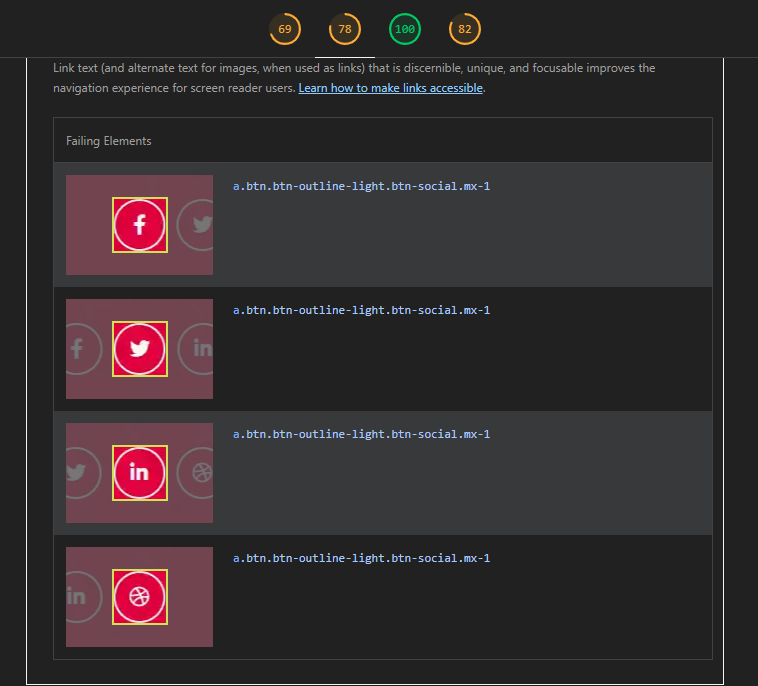 69 78 100 82
Link text (and alternate text for images, when used as links) that is discernible, unique, and focusable improves the
navigation experience for screen reader users. Learn how to make links accessible.
Failing Elements
a.btn.btn-outline-light.btn-social.mx-1
a.btn.btn-outline-light.btn-social.mx-1
a.btn.btn-outline-light.btn-social.mx-1
a.btn.btn-outline-light.btn-social.mx-1